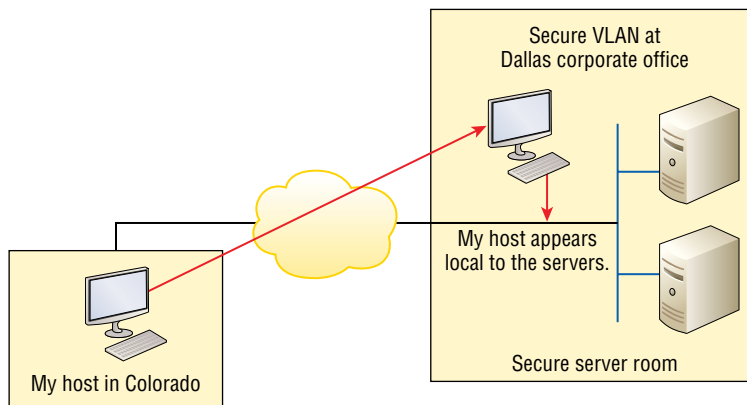 Secure VLAN at
Dallas corporate office
My host appears
local to the servers.
Secure server room
My host in Colorado